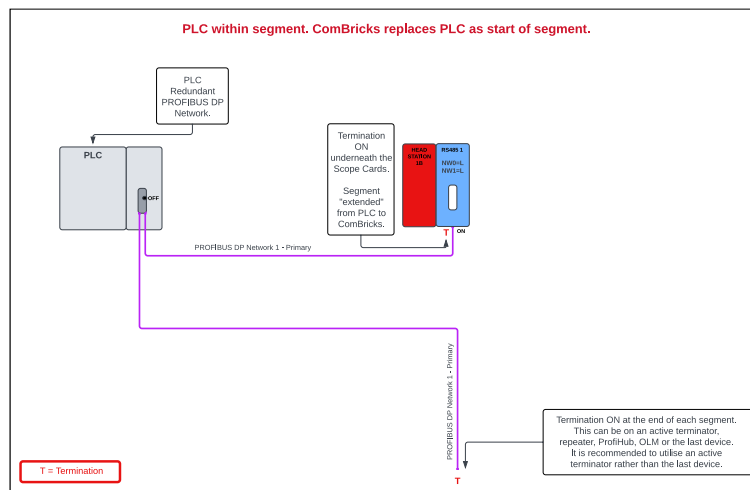 PLC within segment. ComBricks replaces PLC as start of segment.
PLC
Redundant
PROFIBUS DP
Network.
PLC
OFF
Termination
ON
underneath the
Scope Cards.
Segment
"extended"
from PLC to
ComBricks.
HEAD
STATION
1B
RS485 1
NW0=L
NW1=L
T
ON
PROFIBUS DP Network 1 - Primary
PROFIBUS DP Network 1 - Primary
Termination ON at the end of each segment.
This can be on an active terminator,
repeater, ProfiHub, OLM or the last device.
It is recommended to utilise an active
terminator rather than the last device.
T = Termination
T